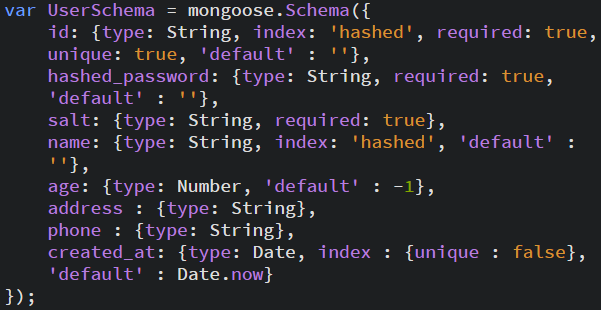 var UserSchema = mongoose.Schema({
id: {type: String, index: 'hashed', required: true,
unique: true, 'default' : ''},
hashed_password: {type: String, required: true,
'default' : ''},
salt: {type: String, required: true},
name: {type: String, index: 'hashed', 'default' :
''},
age: {type: Number, 'default' : -1},
address : {type: String},
phone : {type: String},
created_at: {type: Date, index : {unique : false},
'default' : Date.now}
});